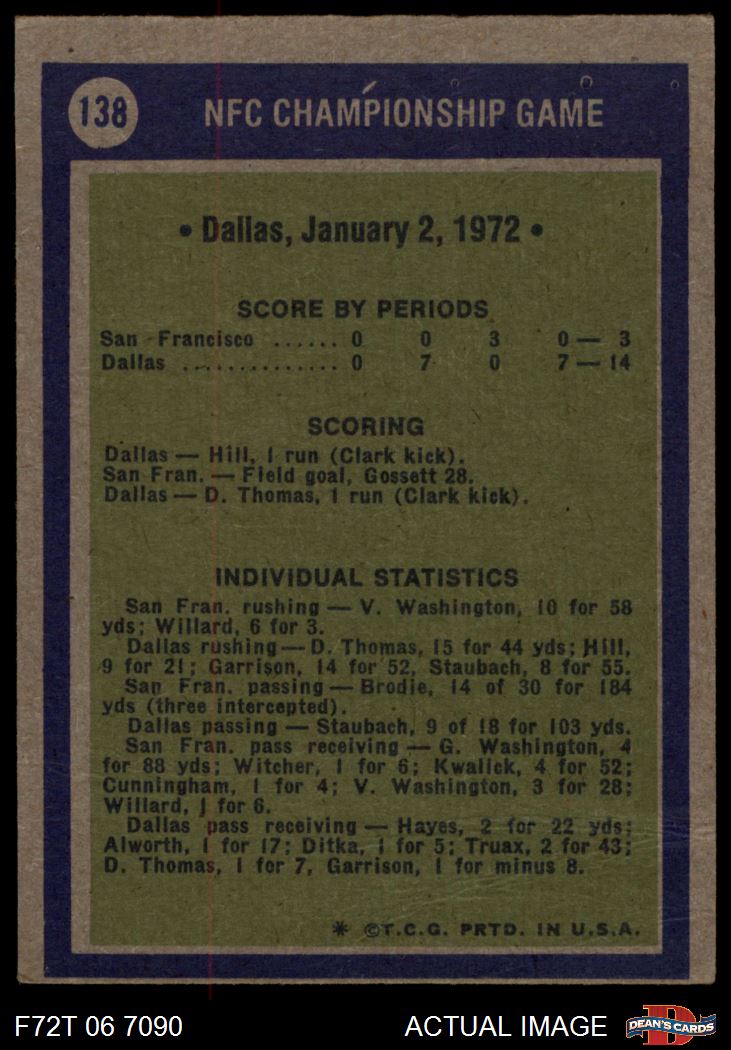 138 NFC CHAMPIONSHIP GAME
• Dallas, January 2, 1972 •
SCORE BY PERIODS
San Francisco ...... 0 0 3 0 — 3
Dallas .............. 0 7 0 7 — 14
SCORING
Dallas — Hill, 1 run (Clark kick).
San Fran. — Field goal, Gossett 28.
Dallas — D. Thomas, 1 run (Clark kick).
INDIVIDUAL STATISTICS
San Fran. rushing — V. Washington, 10 for 58
yds; Willard, 6 for 3.
Dallas rushing — D. Thomas, 15 for 44 yds; Hill,
9 for 21; Garrison, 14 for 52, Staubach, 8 for 55.
San Fran. passing — Brodie, 14 of 30 for 184
yds (three intercepted).
Dallas passing — Staubach, 9 of 18 for 103 yds.
San Fran. pass receiving — G. Washington, 4
for 88 yds; Witcher, 1 for 6; Kwalick, 4 for 52;
Cunningham, 1 for 4; V. Washington, 3 for 28;
Willard, 1 for 6.
Dallas pass receiving — Hayes, 2 for 22 yds;
Alworth, 1 for 17; Ditka, 1 for 5; Truax, 2 for 43;
D. Thomas, 1 for 7, Garrison, 1 for minus 8.
* ©T.C.G. PRTD. IN U.S.A.
F72T 06 7090 ACTUAL IMAGE D DEAN'S CARDS